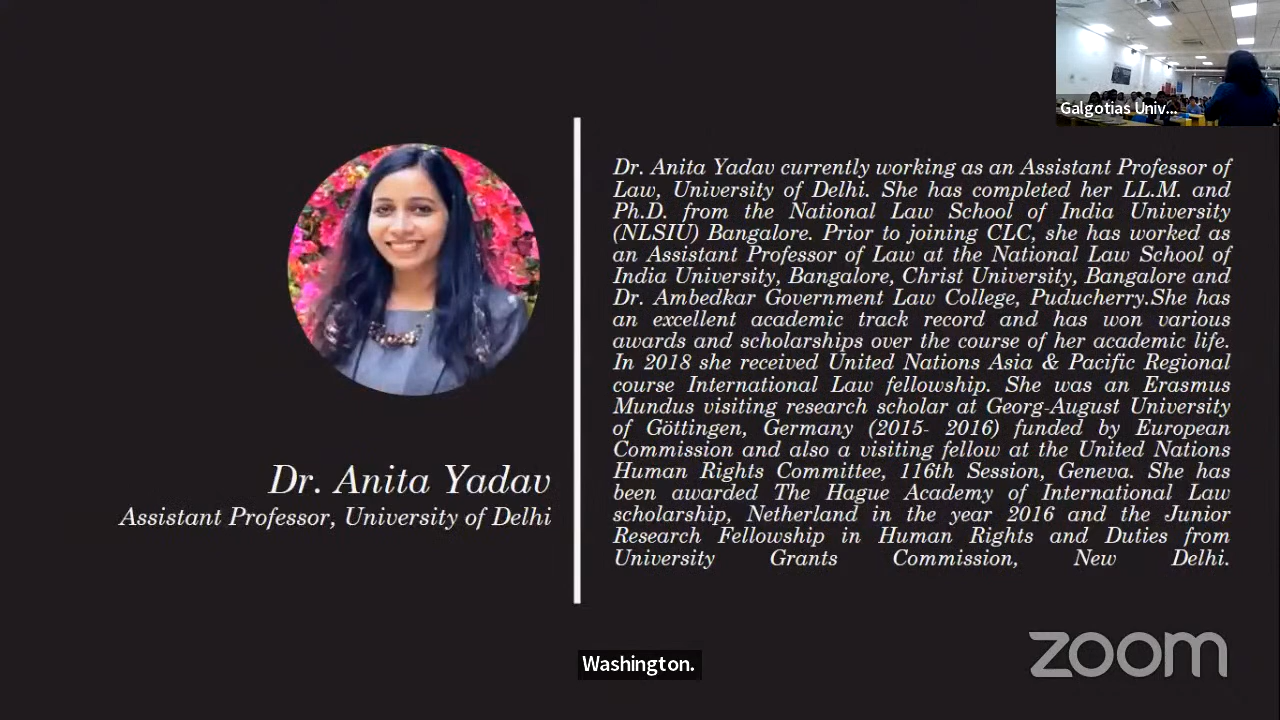 Galgotias Univ...
Dr. Anita Yadav currently working as an Assistant Professor of
Law, University of Delhi. She has completed her LL.M. and
Ph.D. from the National Law School of India University
(NLSIU) Bangalore. Prior to joining CLC, she has worked as
an Assistant Professor of Law at the National Law School of
India University, Bangalore, Christ University, Bangalore and
Dr. Ambedkar Government Law College, Puducherry.She has
an excellent academic track record and has won various
awards and scholarships over the course of her academic life.
In 2018 she received United Nations Asia & Pacific Regional
course International Law fellowship. She was an Erasmus
Mundus visiting research scholar at Georg-August University
of Göttingen, Germany (2015- 2016) funded by European
Commission and also a visiting fellow at the United Nations
Human Rights Committee, 116th Session, Geneva. She has
been awarded The Hague Academy of International Law
scholarship, Netherland in the year 2016 and the Junior
Research Fellowship in Human Rights and Duties from
University Grants Commission, New Delhi.
Dr. Anita Yadav
Assistant Professor, University of Delhi
Washington.
zoom